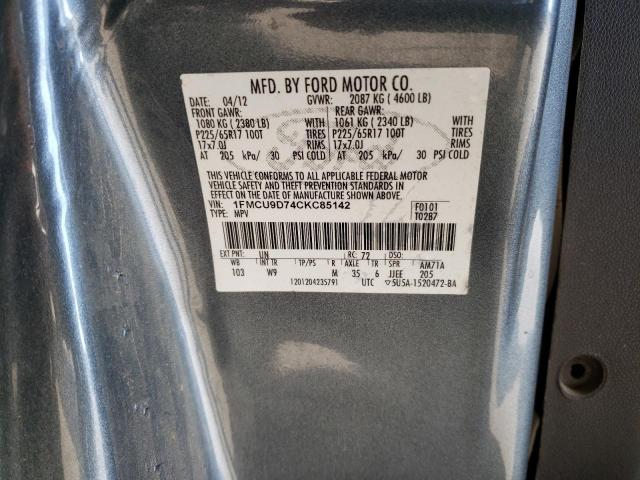 MFD. BY FORD MOTOR CO.
DATE: 04/12 GVWR: 2087 KG ( 4600 LB)
FRONT GAWR: REAR GAWR:
1080 KG ( 2380 LB) WITH 1061 KG ( 2340 LB) WITH
P225/65R17 100T TIRES P225/65R17 100T TIRES
17x7.0J RIMS 17x7.0J RIMS
AT 205 kPa/ 30 PSI COLD AT 205 kPa/ 30 PSI COLD
THIS VEHICLE CONFORMS TO ALL APPLICABLE FEDERAL MOTOR
VEHICLE SAFETY AND THEFT PREVENTION STANDARDS IN
EFFECT ON THE DATE OF MANUFACTURE SHOWN ABOVE.
VIN: 1FMCU9D74CKC85142 F0101
TYPE: MPV T0287
EXT PNT: UN RC: 72 DSO:
WB INT TR TP/PS R AXLE TR SPR AM71A
103 W9 M 35 6 JJEE 205
1201204235791 UTC ▽5U5A-1520472-BA